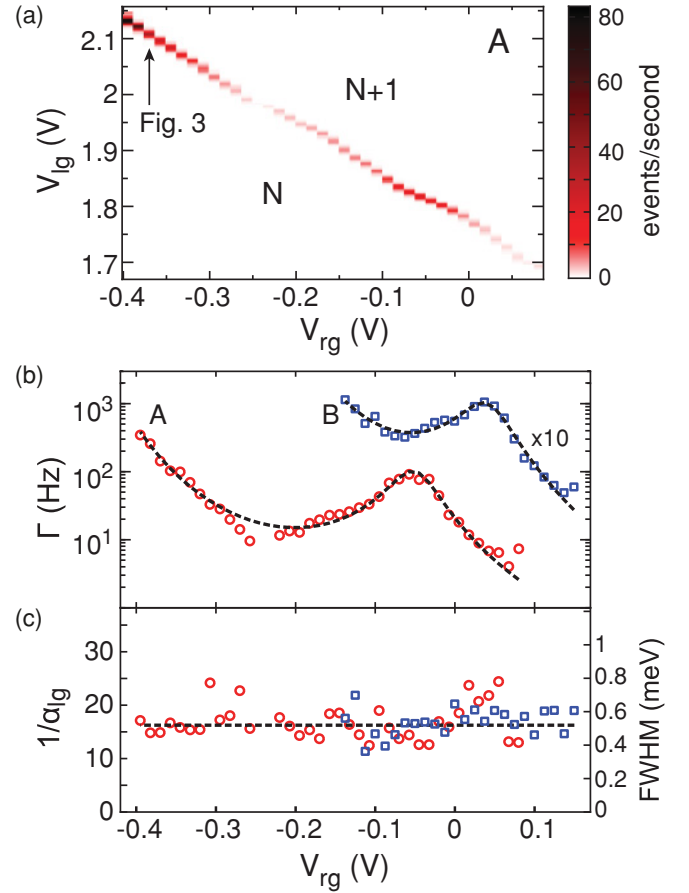 (a)
2.1
2
1.9
1.8
1.7
V_lg (V)
A
N+1
Fig. 3
N
80
60
40
20
0
events/second
-0.4 -0.3 -0.2 -0.1 0
V_rg (V)
(b)
10^3
10^2
10^1
Γ (Hz)
A
B
x10
(c)
30
20
10
0
1/α_lg
1
0.8
0.6
0.4
0.2
0
FWHM (meV)
-0.4 -0.3 -0.2 -0.1 0 0.1
V_rg (V)